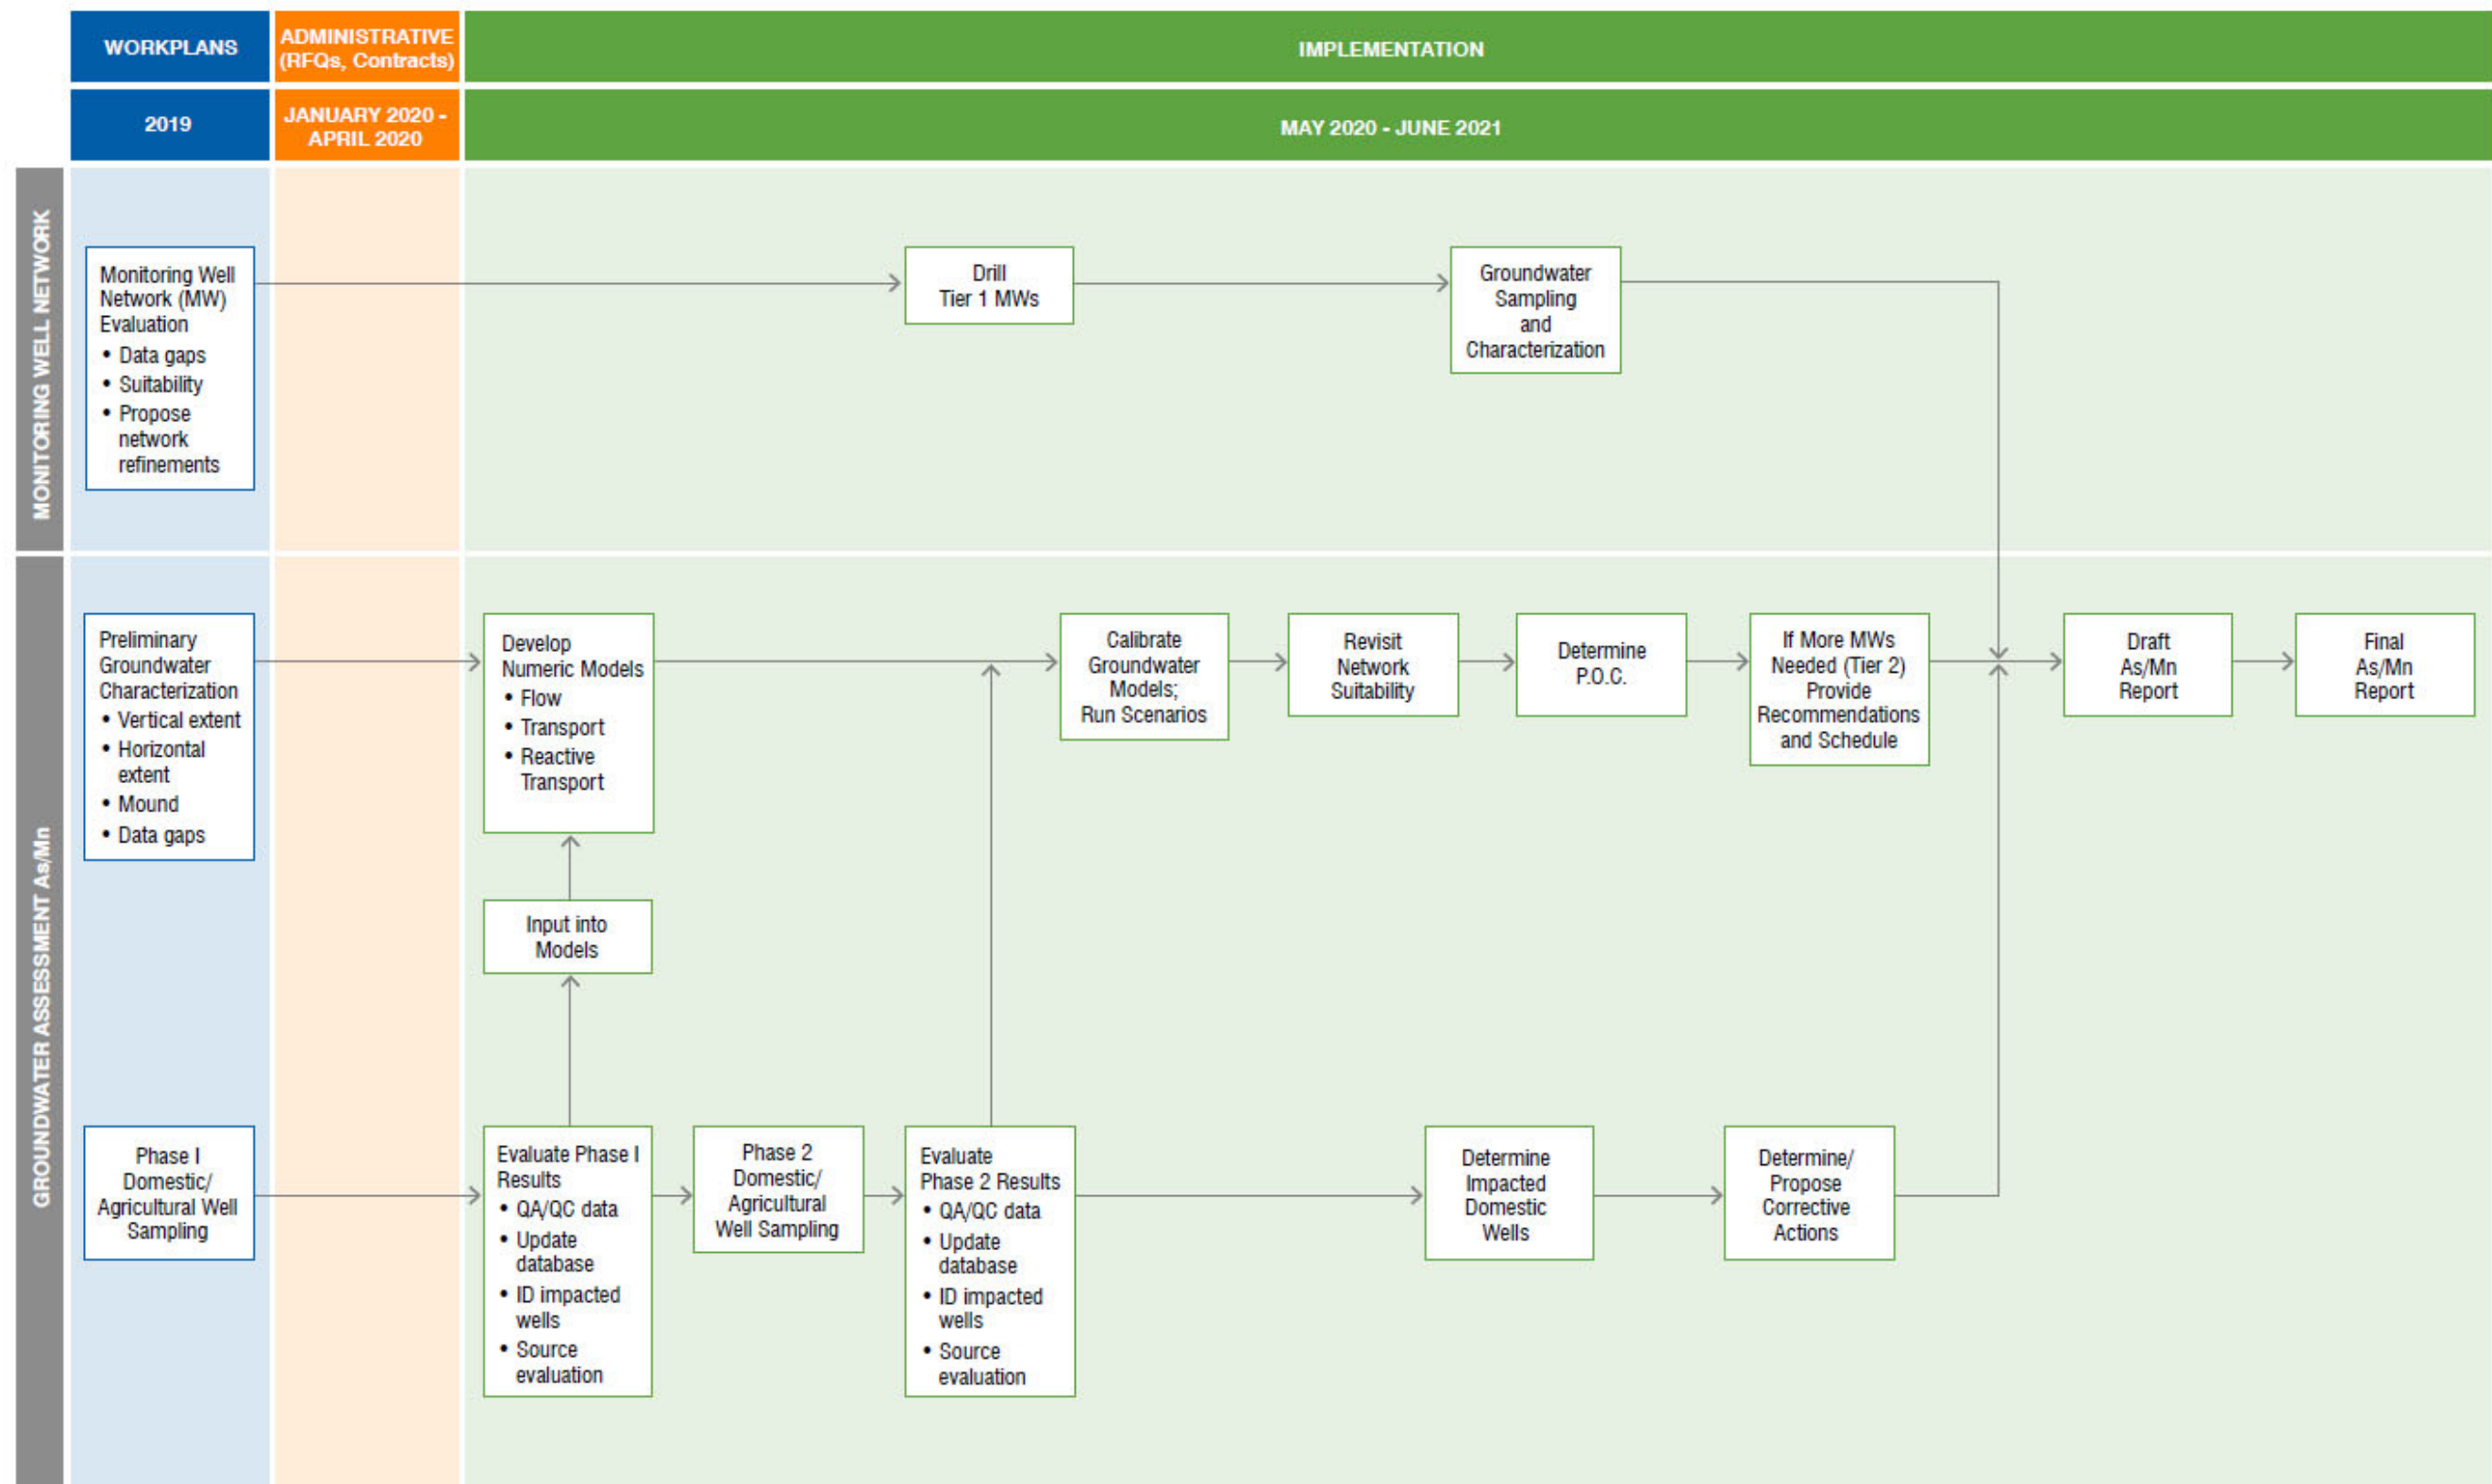 WORKPLANS
ADMINISTRATIVE
(RFQs, Contracts)
IMPLEMENTATION
2019
JANUARY 2020 -
APRIL 2020
MAY 2020 - JUNE 2021
MONITORING WELL NETWORK
Monitoring Well
Network (MW)
Evaluation
• Data gaps
• Suitability
• Propose
network
refinements
Drill
Tier 1 MWs
Groundwater
Sampling
and
Characterization
GROUNDWATER ASSESSMENT As/Mn
Preliminary
Groundwater
Characterization
• Vertical extent
• Horizontal
extent
• Mound
• Data gaps
Develop
Numeric Models
• Flow
• Transport
• Reactive
Transport
Calibrate
Groundwater
Models;
Run Scenarios
Revisit
Network
Suitability
Determine
P.O.C.
If More MWs
Needed (Tier 2)
Provide
Recommendations
and Schedule
Draft
As/Mn
Report
Final
As/Mn
Report
Input into
Models
Phase I
Domestic/
Agricultural Well
Sampling
Evaluate Phase I
Results
• QA/QC data
• Update
database
• ID impacted
wells
• Source
evaluation
Phase 2
Domestic/
Agricultural
Well Sampling
Evaluate
Phase 2 Results
• QA/QC data
• Update
database
• ID impacted
wells
• Source
evaluation
Determine
Impacted
Domestic
Wells
Determine/
Propose
Corrective
Actions